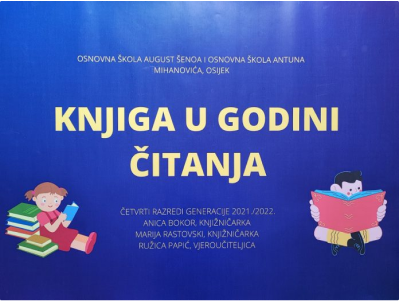 OSNOVNA ŠKOLA AUGUST ŠENOA I OSNOVNA ŠKOLA ANTUNA
MIHANOVIĆA, OSIJEK
KNJIGA U GODINI
ČITANJA
ČETVRTI RAZREDI GENERACIJE 2021./2022.
ANICA BOKOR, KNJIŽNIČARKA
MARIJA RASTOVSKI, KNJIŽNIČARKA
RUŽICA PAPIĆ, VJEROUČITELJICA